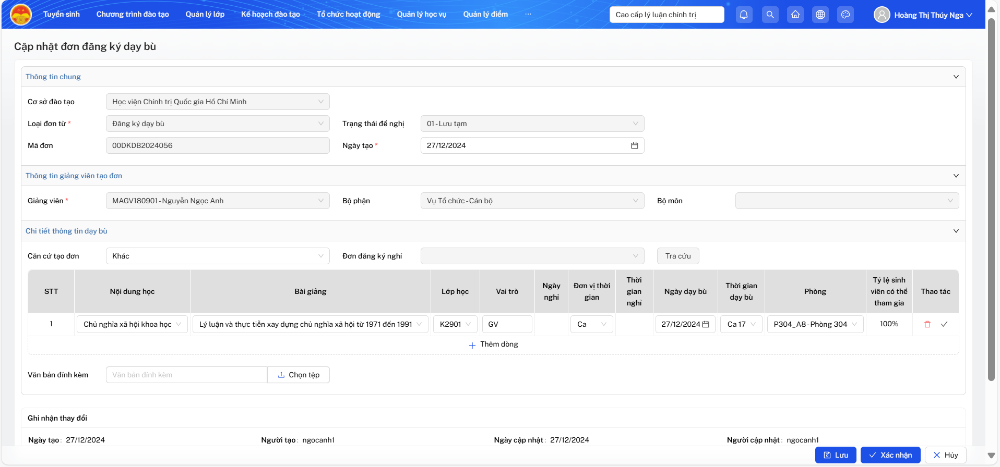 Tuyển sinh Chương trình đào tạo Quản lý lớp Kế hoạch đào tạo Tổ chức hoạt động Quản lý học vụ Quản lý điểm ··· Cao cấp lý luận chính trị Hoàng Thị Thúy Nga
Cập nhật đơn đăng ký dạy bù
Thông tin chung
Cơ sở đào tạo Học viện Chính trị Quốc gia Hồ Chí Minh
Loại đơn từ * Đăng ký dạy bù Trạng thái đề nghị 01 - Lưu tạm
Mã đơn 00DKDB2024056 Ngày tạo * 27/12/2024
Thông tin giảng viên tạo đơn
Giảng viên * MAGV180901 - Nguyễn Ngọc Anh Bộ phận Vụ Tổ chức - Cán bộ Bộ môn
Chi tiết thông tin dạy bù
Căn cứ tạo đơn Khác Đơn đăng ký nghỉ Tra cứu
STT Nội dung học Bài giảng Lớp học Vai trò Ngày nghỉ Đơn vị thời gian Thời gian nghỉ Ngày dạy bù Thời gian dạy bù Phòng Tỷ lệ sinh viên có thể tham gia Thao tác
1 Chủ nghĩa xã hội khoa học Lý luận và thực tiễn xay dựng chủ nghĩa xã hội từ 1971 đến 1991 K2901 GV Ca 27/12/2024 Ca 17 P304_A8 - Phòng 304 100%
Thêm dòng
Văn bản đính kèm Văn bản đính kèm Chọn tệp
Ghi nhận thay đổi
Ngày tạo : 27/12/2024 Người tạo : ngocanh1 Ngày cập nhật : 27/12/2024 Người cập nhật : ngocanh1
Lưu Xác nhận Hủy